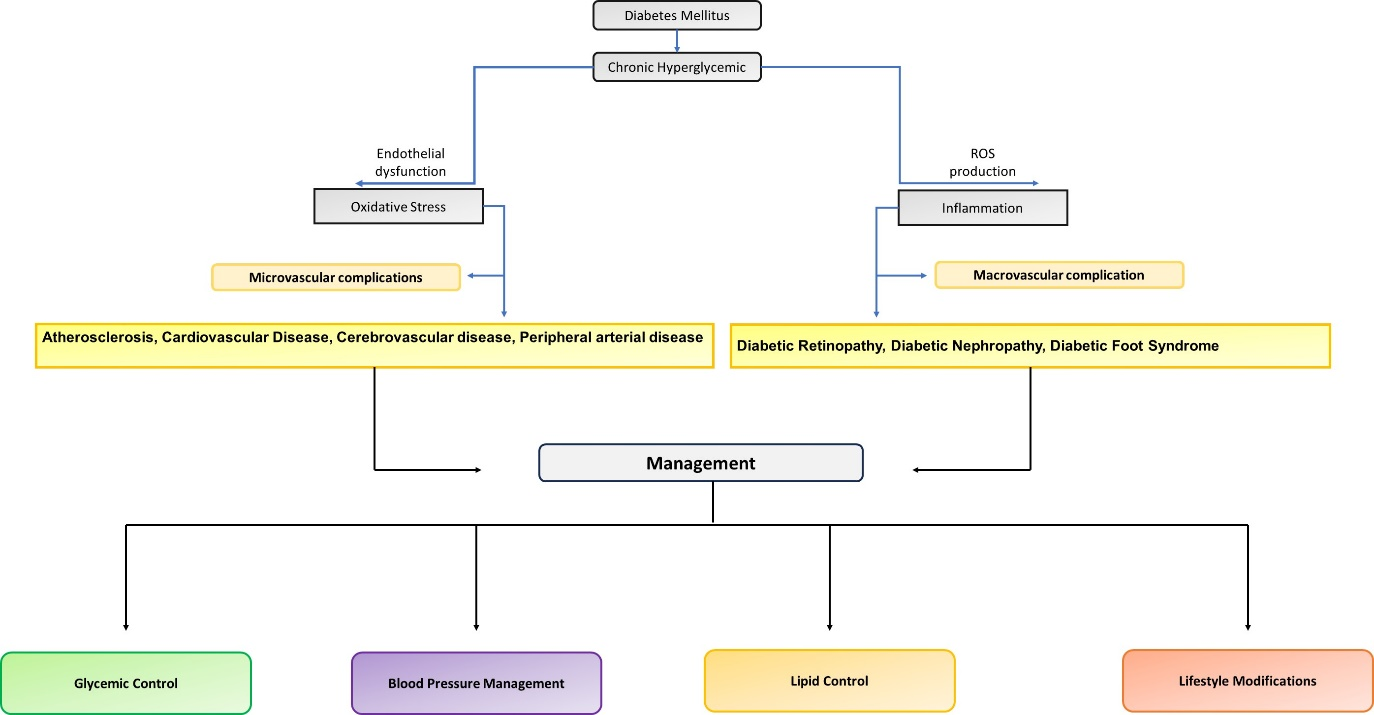 Diabetes Mellitus
Chronic Hyperglycemic
Endothelial
dysfunction
ROS
production
Oxidative Stress
Inflammation
Microvascular complications
Macrovascular complication
Atherosclerosis, Cardiovascular Disease, Cerebrovascular disease, Peripheral arterial disease
Diabetic Retinopathy, Diabetic Nephropathy, Diabetic Foot Syndrome
Management
Glycemic Control
Blood Pressure Management
Lipid Control
Lifestyle Modifications